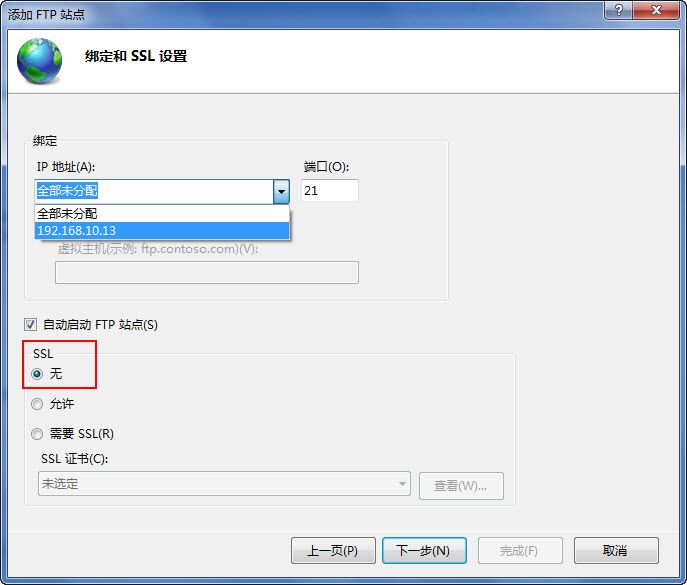 添加 FTP 站点
绑定和 SSL 设置
绑定
IP 地址(A):
端口(O):
全部未分配
21
全部未分配
192.168.10.13
虚拟主机(示例: ftp.contoso.com)(V):
自动启动 FTP 站点(S)
SSL
无
允许
需要 SSL(R)
SSL 证书(C):
未选定
查看(W)...
上一页(P)
下一步(N)
完成(F)
取消